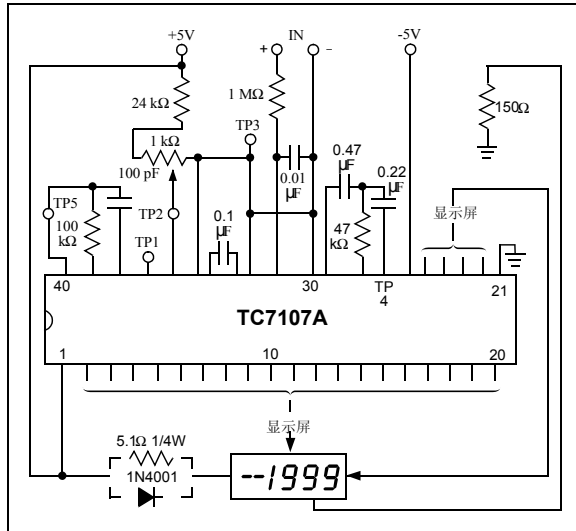 +5V
+ IN –
-5V
24 kΩ
1 MΩ
150Ω
1 kΩ
TP3
100 pF
0.01
µF
0.47
µF
0.22
µF
TP5
100
kΩ
TP2
TP1
0.1
µF
47
kΩ
显示屏
40
30
TP
4
21
TC7107A
1
10
20
显示屏
5.1Ω 1/4W
1N4001
--1999